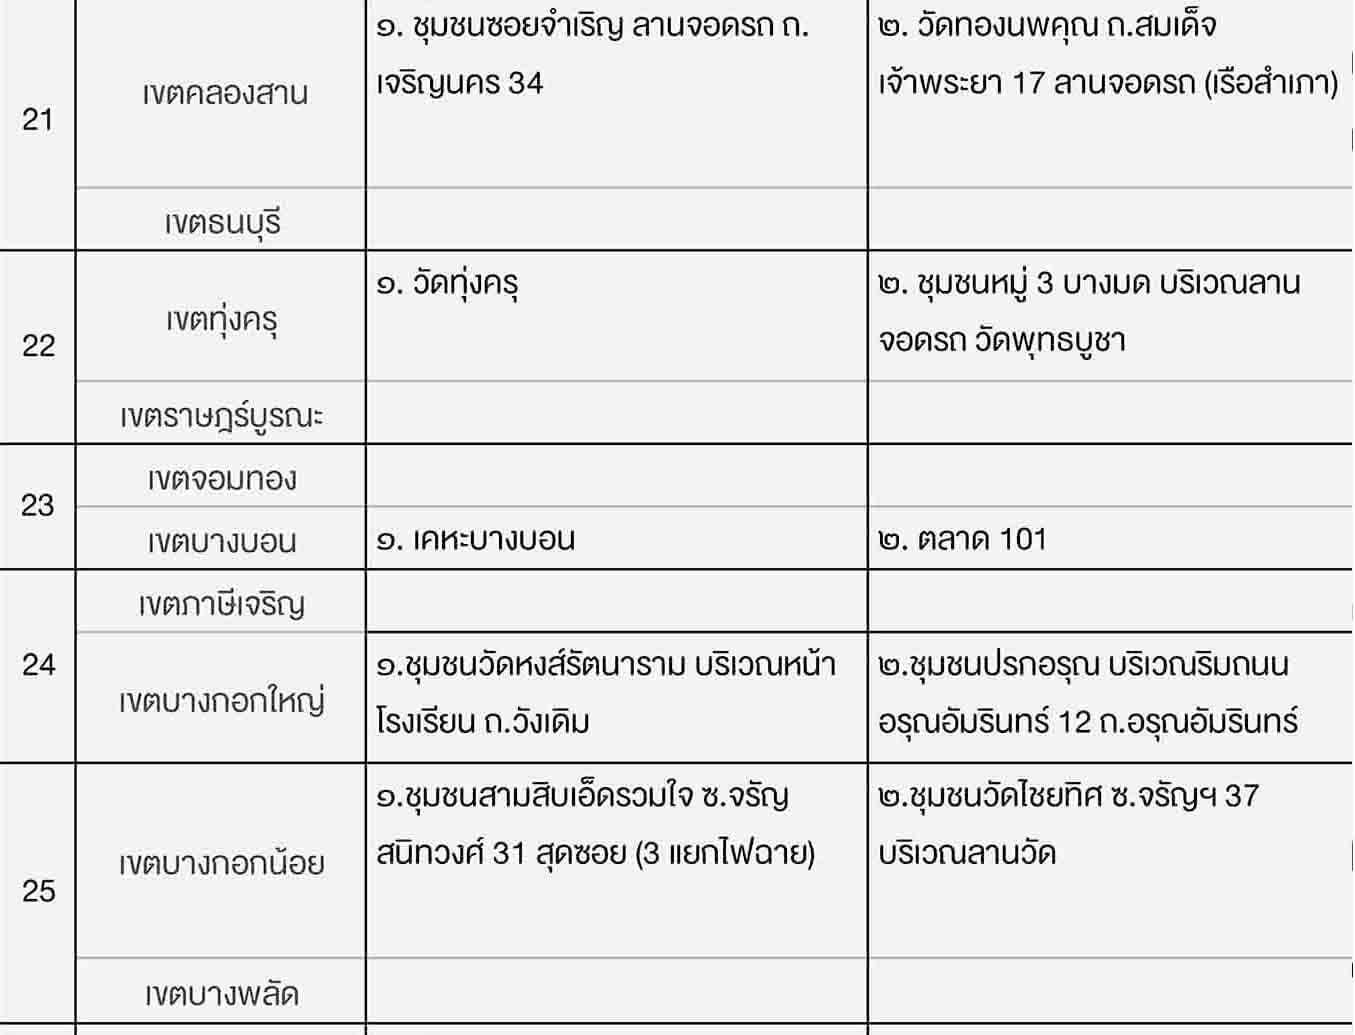 ๑. ชุมชนซอยจำเริญ ลานจอดรถ ถ.
เจริญนคร 34
๒. วัดทองนพคุณ ถ.สมเด็จ
เจ้าพระยา 17 ลานจอดรถ (เรือสำเภา)
21
เขตคลองสาน
เขตธนบุรี
22
เขตทุ่งครุ
๑. วัดทุ่งครุ
๒. ชุมชนหมู่ 3 บางมด บริเวณลาน
จอดรถ วัดพุทธบูชา
เขตราษฎร์บูรณะ
23
เขตจอมทอง
เขตบางบอน
๑. เคหะบางบอน
๒. ตลาด 101
24
เขตภาษีเจริญ
เขตบางกอกใหญ่
๑.ชุมชนวัดหงส์รัตนาราม บริเวณหน้า
โรงเรียน ถ.วังเดิม
๒.ชุมชนปรกอรุณ บริเวณริมถนน
อรุณอัมรินทร์ 12 ถ.อรุณอัมรินทร์
25
เขตบางกอกน้อย
๑.ชุมชนสามสิบเอ็ดรวมใจ ซ.จรัญ
สนิทวงศ์ 31 สุดซอย (3 แยกไฟฉาย)
๒.ชุมชนวัดไชยทิศ ซ.จรัญฯ 37
บริเวณลานวัด
เขตบางพลัด